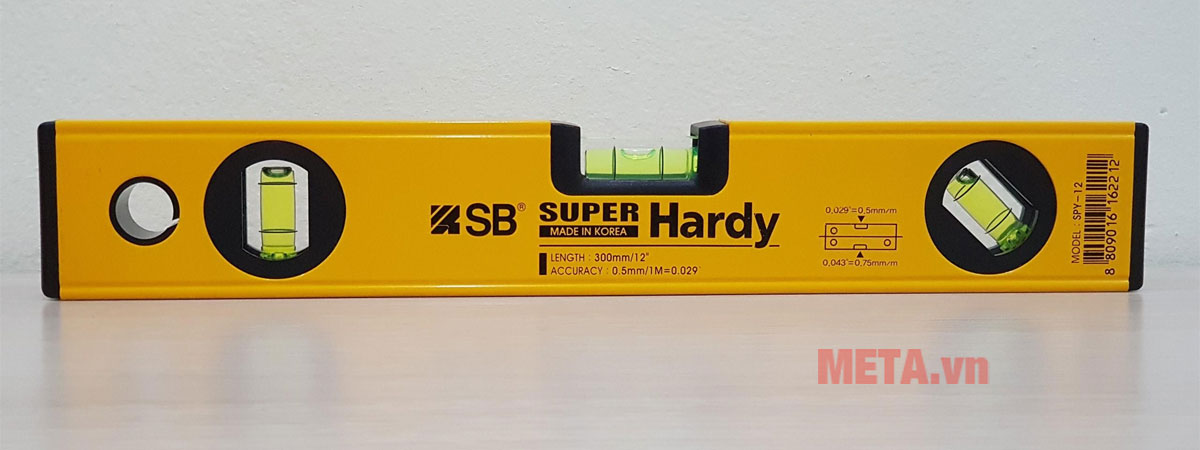 SB®
SUPER
MADE IN KOREA
Hardy
LENGTH : 300mm/12"
ACCURACY : 0.5mm/1M=0.029°
0.029°=0.5mm/m
0.043°=0.75mm/m
MODEL : SPY-12
8 809016 162212
META.vn